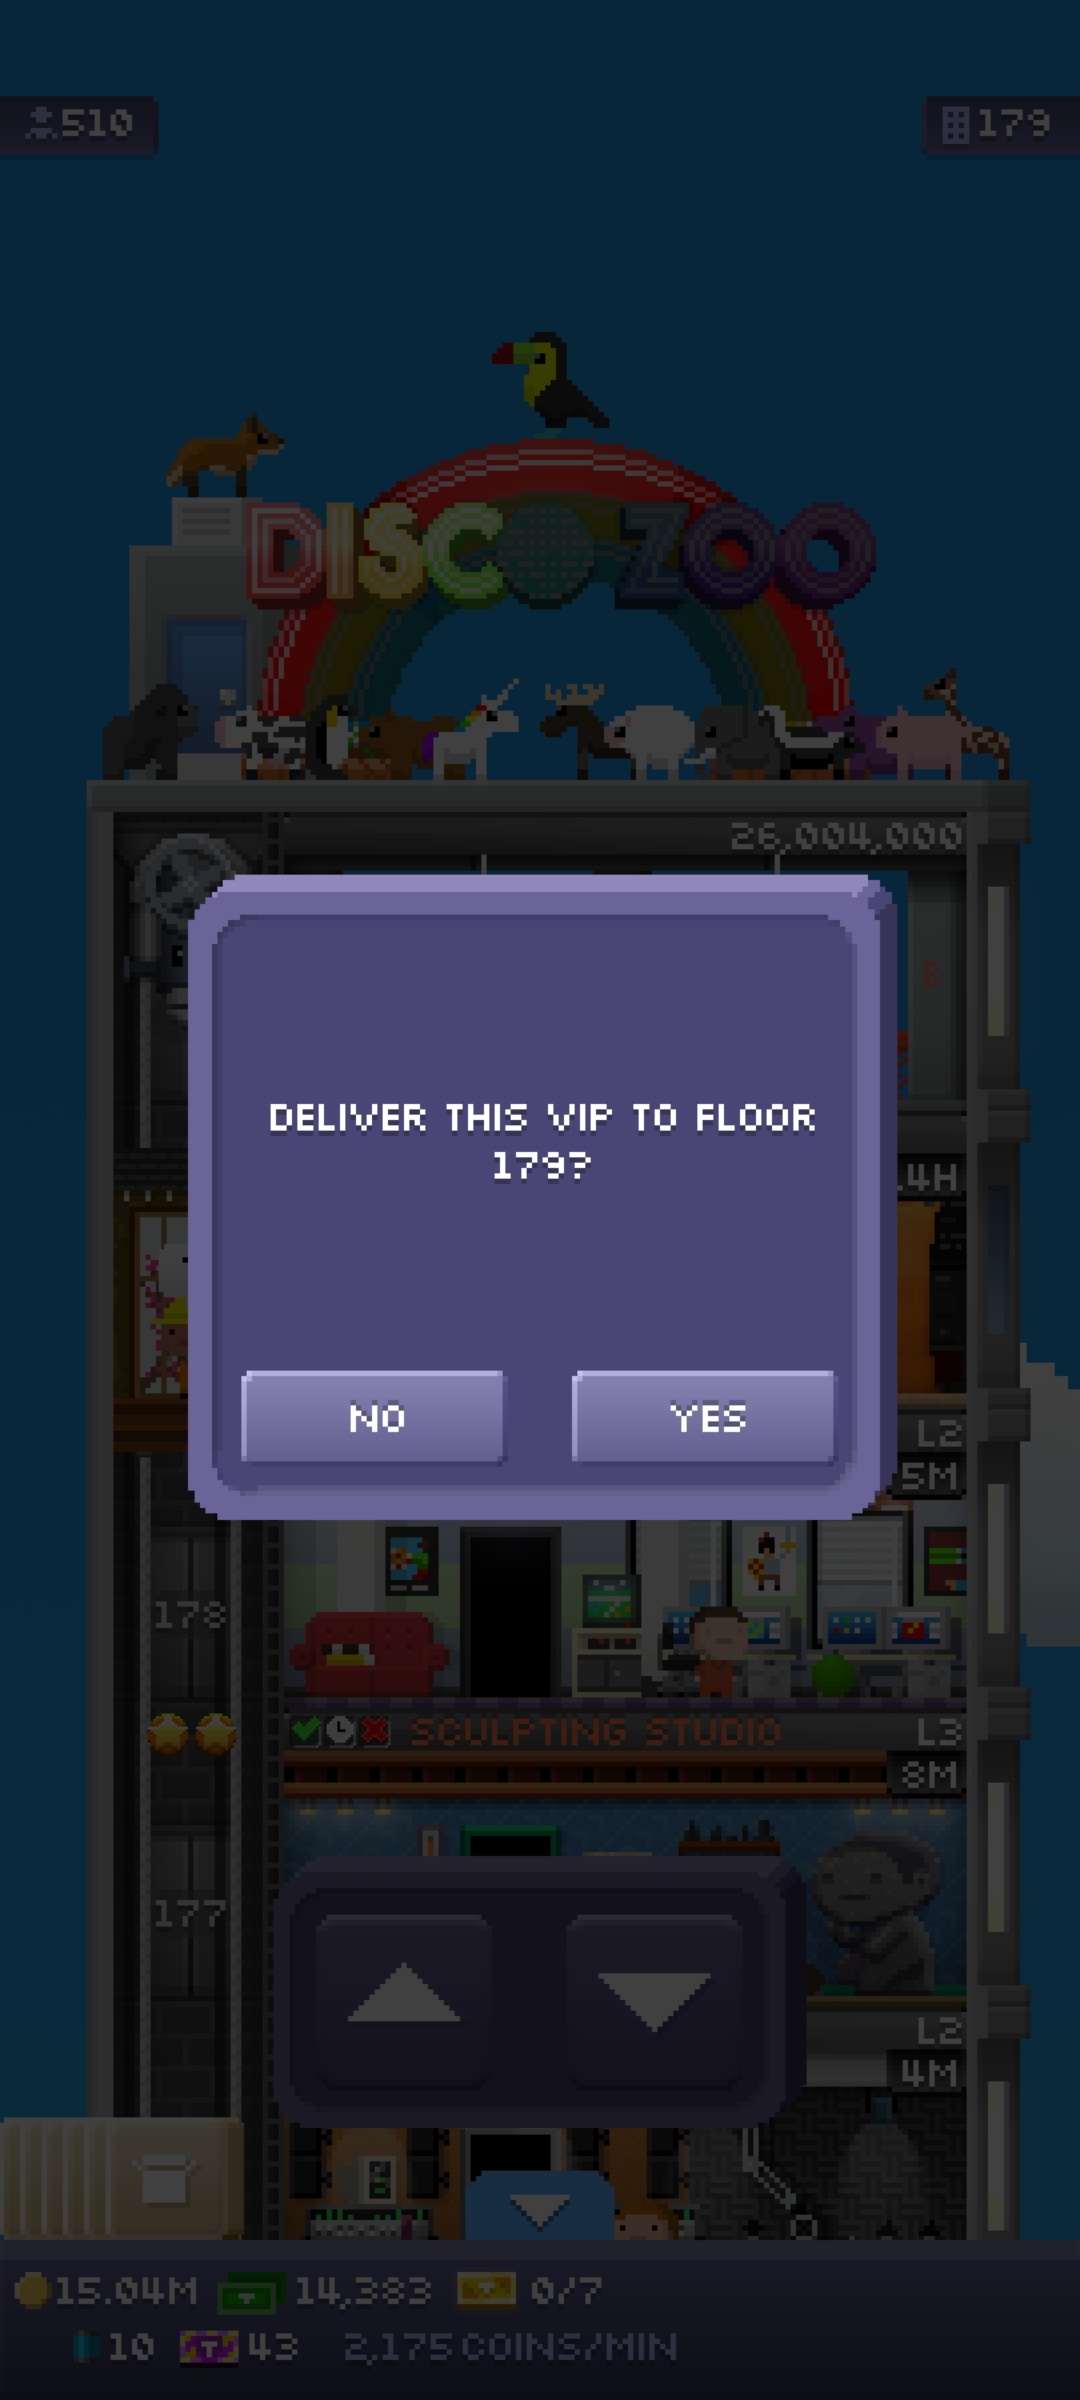 510
179
DISCO ZOO
26,004,000
.4H
DELIVER THIS VIP TO FLOOR
179?
NO
YES
L2
5M
178
SCULPTING STUDIO
L3
8M
177
L2
4M
15.04M
14,383
0/7
10
43
2,175 COINS/MIN